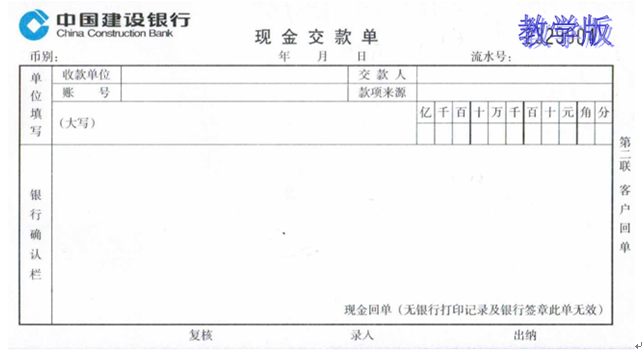 中国建设银行
China Construction Bank
现金交款单
教学版
币别：
年 月 日
流水号：
单位填写
收款单位
交款人
账号
款项来源
（大写）
亿 千 百 十 万 千 百 十 元 角 分
银行确认栏
第二联 客户回单
现金回单（无银行打印记录及银行签章此单无效）
复核
录入
出纳